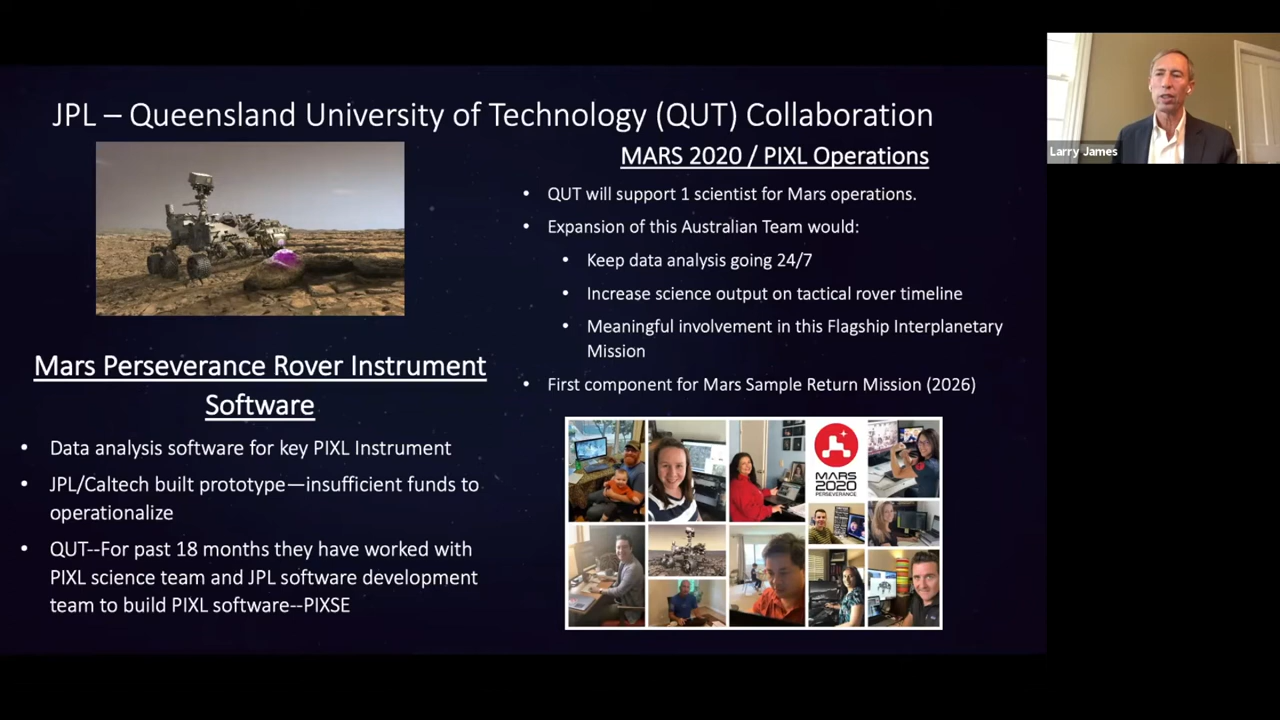 JPL – Queensland University of Technology (QUT) Collaboration
Mars Perseverance Rover Instrument
Software
• Data analysis software for key PIXL Instrument
• JPL/Caltech built prototype—insufficient funds to
operationalize
• QUT--For past 18 months they have worked with
PIXL science team and JPL software development
team to build PIXL software--PIXSE
MARS 2020 / PIXL Operations
• QUT will support 1 scientist for Mars operations.
• Expansion of this Australian Team would:
• Keep data analysis going 24/7
• Increase science output on tactical rover timeline
• Meaningful involvement in this Flagship Interplanetary
Mission
• First component for Mars Sample Return Mission (2026)
MARS
2020
PERSEVERANCE
Larry James